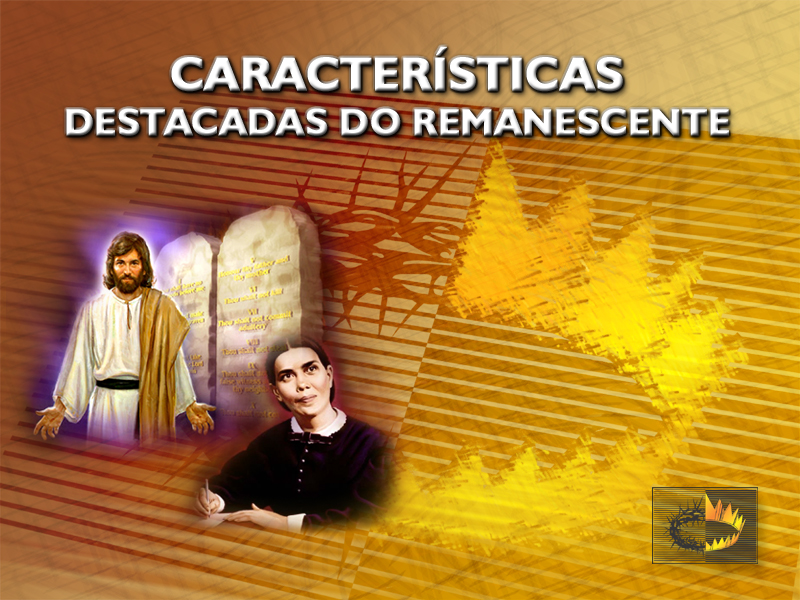 CARACTERÍSTICAS
DESTACADAS DO REMANESCENTE